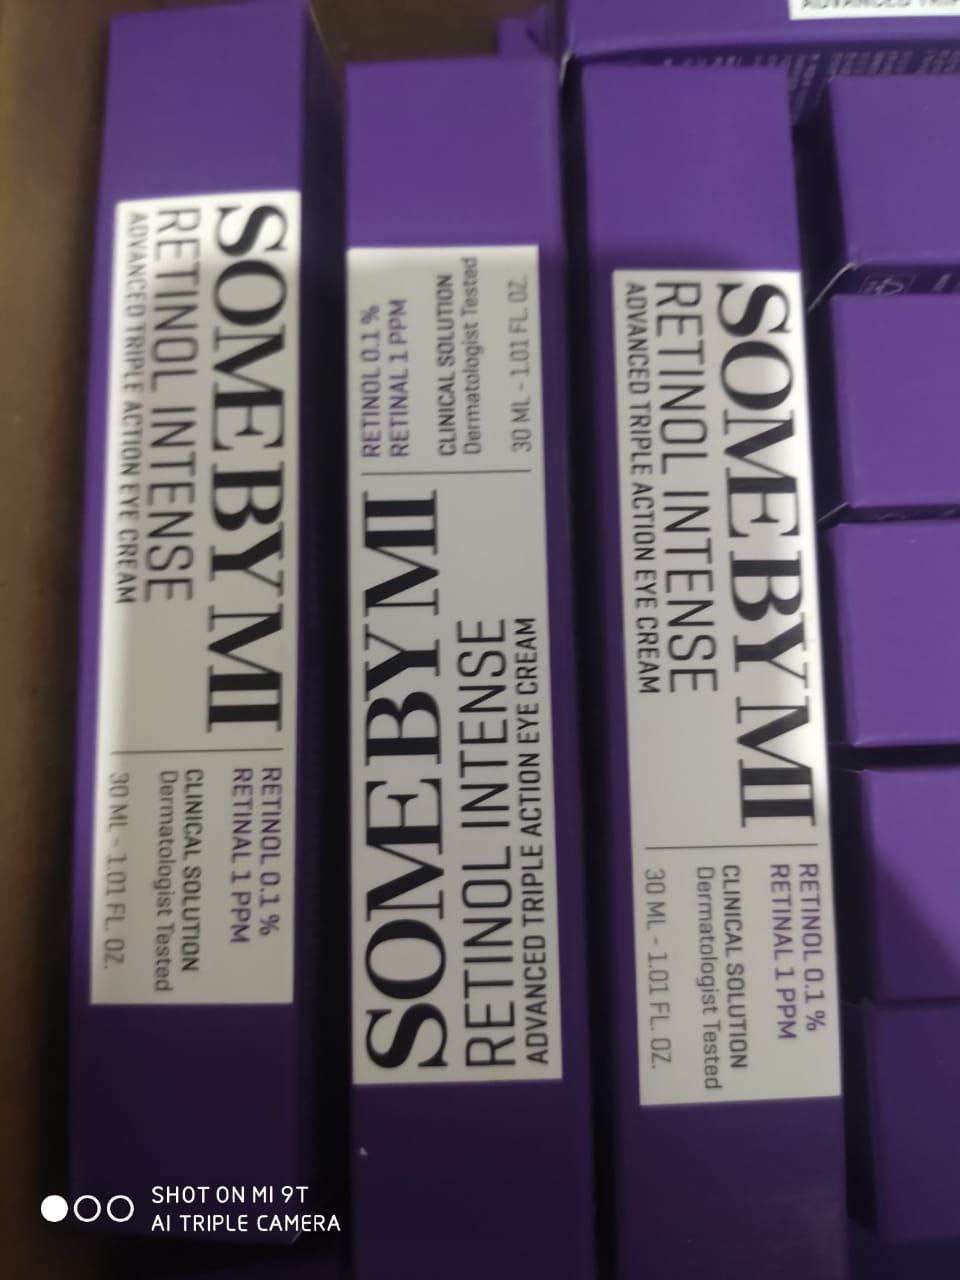 SOME BY MI
RETINOL INTENSE
ADVANCED TRIPLE ACTION EYE CREAM
RETINOL 0.1 %
RETINAL 1 PPM
CLINICAL SOLUTION
Dermatologist Tested
30 ML - 1.01 FL. OZ.
SOME BY MI
RETINOL INTENSE
ADVANCED TRIPLE ACTION EYE CREAM
RETINOL 0.1 %
RETINAL 1 PPM
CLINICAL SOLUTION
Dermatologist Tested
30 ML - 1.01 FL. OZ.
SOME BY MI
RETINOL INTENSE
ADVANCED TRIPLE ACTION EYE CREAM
RETINOL 0.1 %
RETINAL 1 PPM
CLINICAL SOLUTION
Dermatologist Tested
30 ML - 1.01 FL. OZ.
SHOT ON MI 9T
AI TRIPLE CAMERA